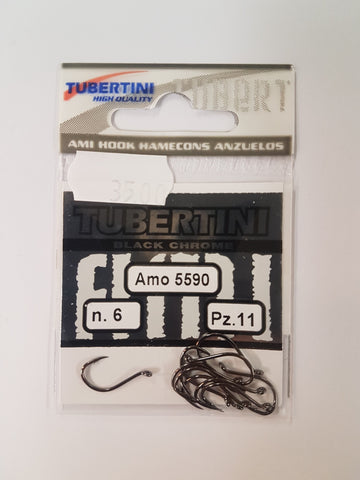 TUBERTINI
HIGH QUALITY
AMI HOOK HAMECONS ANZUELOS
TUBERTINI
BLACK CHROME
Amo 5590
n. 6
Pz.11